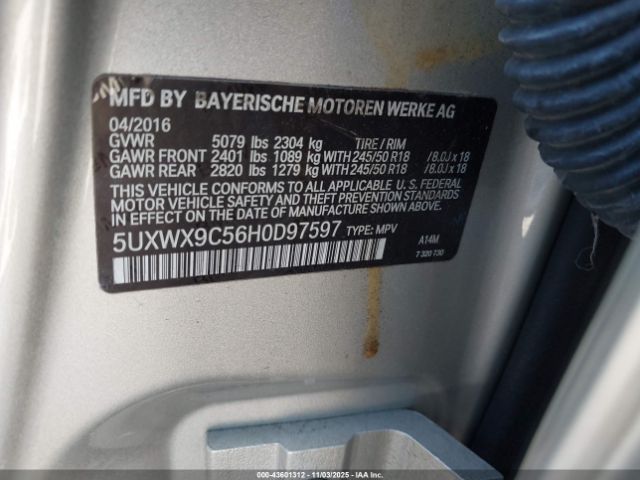 MFD BY BAYERISCHE MOTOREN WERKE AG
04/2016
GVWR 5079 lbs 2304 kg TIRE / RIM
GAWR FRONT 2401 lbs 1089 kg WITH 245/50 R18 /8.0J x 18
GAWR REAR 2820 lbs 1279 kg WITH 245/50 R18 /8.0J x 18
THIS VEHICLE CONFORMS TO ALL APPLICABLE U. S. FEDERAL
MOTOR VEHICLE SAFETY AND THEFT PREVENTION STANDARDS
IN EFFECT ON THE DATE OF MANUFACTURE SHOWN ABOVE.
5UXWX9C56H0D97597 TYPE: MPV A14M
7 320 730
00-43601312 - 11/03/2025 - IAAI.COM